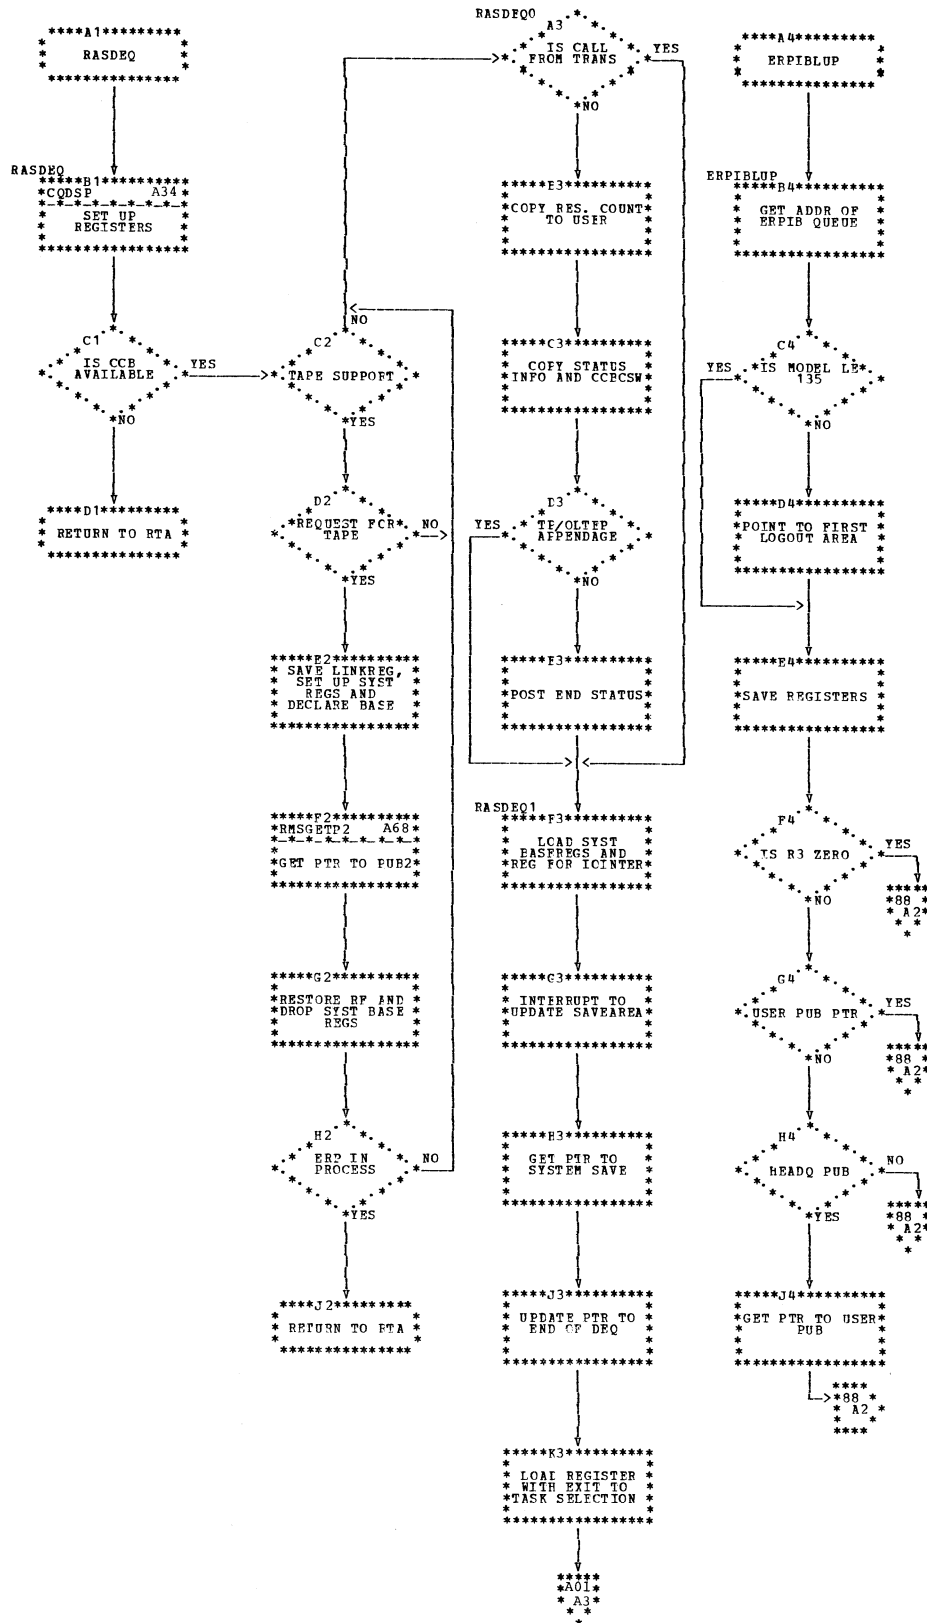 A1
RASDEQ
RASDEQ
B1
CQDSP A34
SET UP
REGISTERS
C1
IS CCB
AVAILABLE
YES
NO
D1
RETURN TO RTA
NO
C2
TAPE SUPPORT
YES
D2
REQUEST FCR
TAPE
NO
YES
E2
SAVE LINKREG,
SET UP SYST
REGS AND
DECLARE BASE
F2
RMSGETP2 A68
GET PTR TO PUB2
G2
RESTORE RF AND
DROP SYST BASE
REGS
H2
ERP IN
PROCESS
NO
YES
J2
RETURN TO RTA
RASDEQ0
A3
IS CALL
FROM TRANS
YES
NO
B3
COPY RES. COUNT
TO USER
C3
COPY STATUS
INFO AND CCBCSW
D3
TF/OLTEP
APPENDAGE
YES
NO
E3
POST END STATUS
RASDEQ1
F3
LOAD SYST
BASEREGS AND
REG FOR IOINTER
G3
INTERRUPT TO
UPDATE SAVEAREA
H3
GET PTR TO
SYSTEM SAVE
J3
UPDATE PTR TO
END OF DEQ
K3
LOAD REGISTER
WITH EXIT TO
TASK SELECTION
A01
A3
A4
ERPIBLUP
ERPIBLUP
B4
GET ADDR OF
ERPIB QUEUE
C4
IS MODEL LE
135
YES
NO
D4
POINT TO FIRST
LOGOUT AREA
E4
SAVE REGISTERS
F4
IS R3 ZERO
YES
NO
88
A2
G4
USER PUB PTR
YES
NO
88
A2
H4
HEADQ PUB
NO
YES
88
A2
J4
GET PTR TO USER
PUB
88
A2